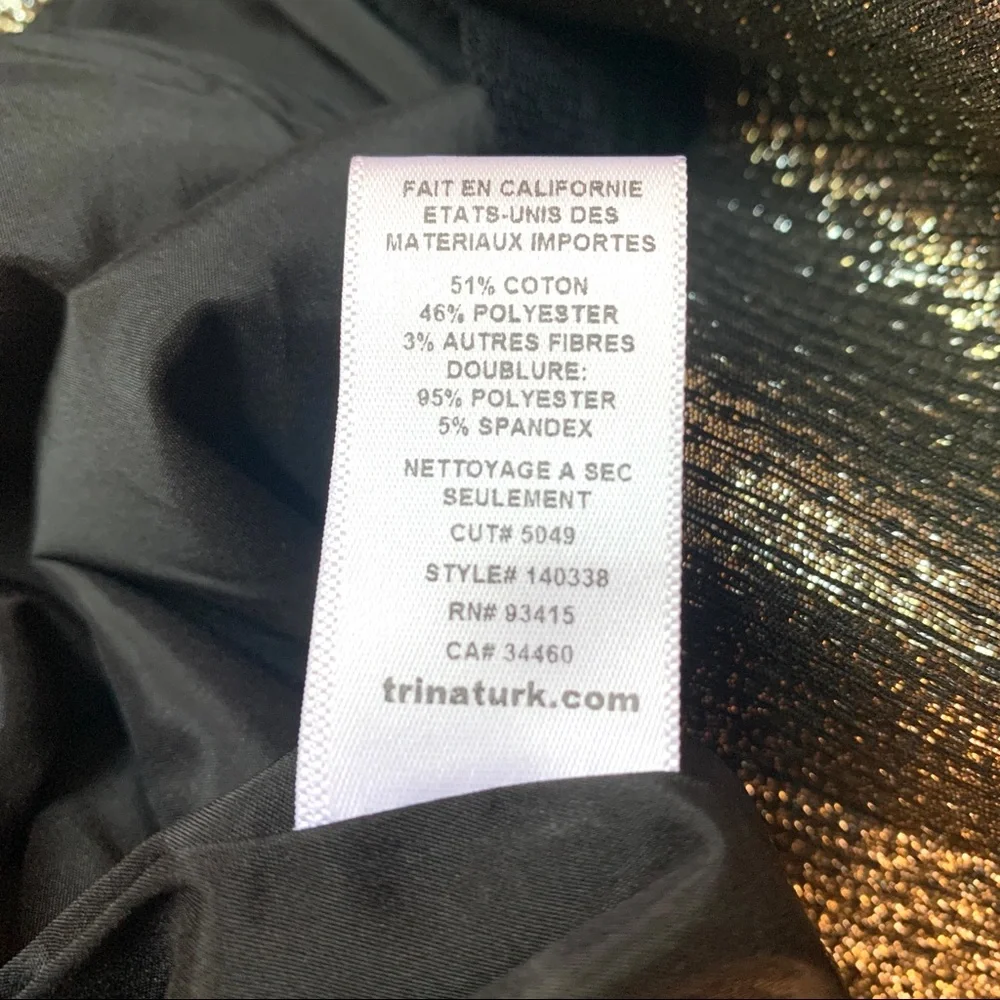 FAIT EN CALIFORNIE
ETATS-UNIS DES
MATERIAUX IMPORTES
51% COTON
46% POLYESTER
3% AUTRES FIBRES
DOUBLURE:
95% POLYESTER
5% SPANDEX
NETTOYAGE A SEC
SEULEMENT
CUT# 5049
STYLE# 140338
RN# 93415
CA# 34460
trinaturk.com